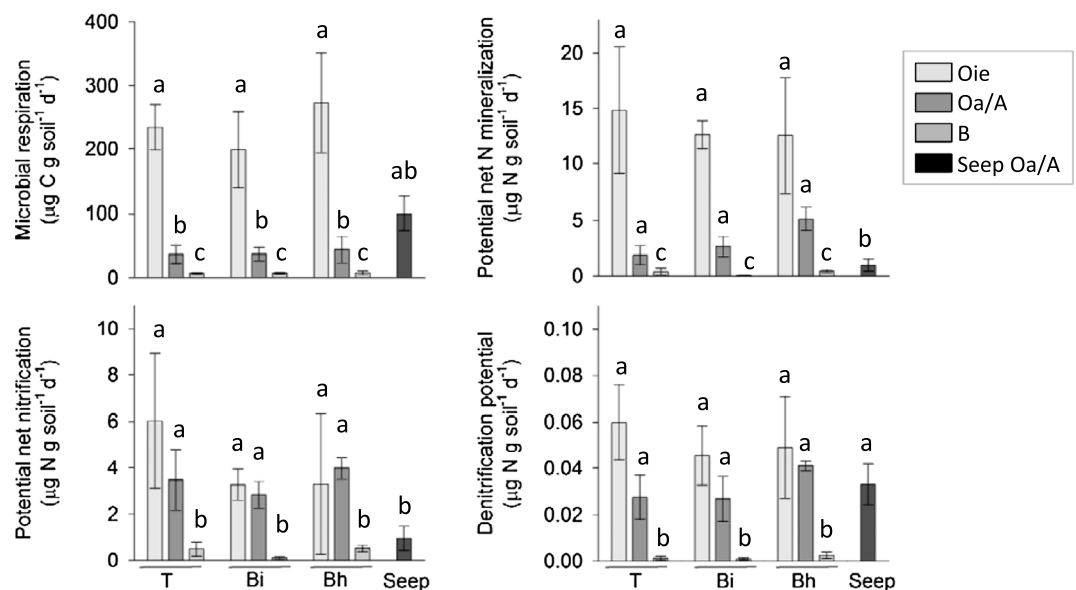 Microbial respiration
(µg C g soil⁻¹ d⁻¹)
400
300
200
100
0
a
b
c
a
b
c
a
b
c
ab
Potential net N mineralization
(µg N g soil⁻¹ d⁻¹)
20
15
10
5
0
a
a
c
a
a
c
a
a
c
b
Oie
Oa/A
B
Seep Oa/A
Potential net nitrification
(µg N g soil⁻¹ d⁻¹)
10
8
6
4
2
0
a
a
b
a
a
b
a
a
b
b
T
Bi
Bh
Seep
Denitrification potential
(µg N g soil⁻¹ d⁻¹)
0.10
0.08
0.06
0.04
0.02
0.00
a
a
b
a
a
b
a
a
b
a
T
Bi
Bh
Seep